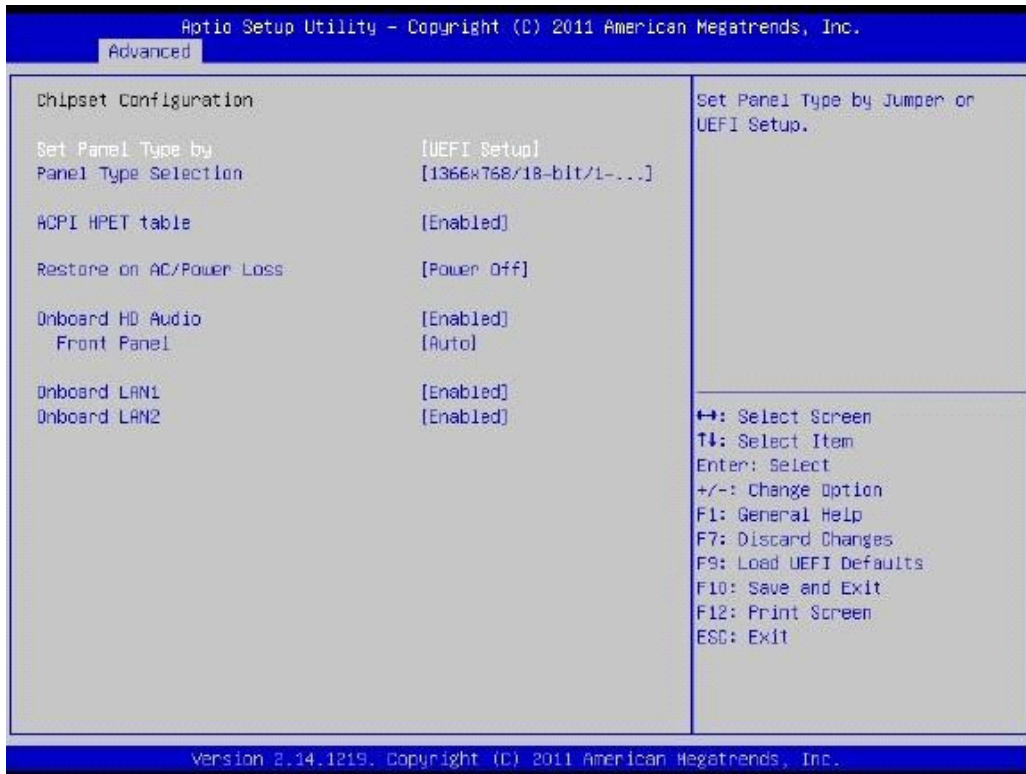 Aptio Setup Utility - Copyright (C) 2011 American Megatrends, Inc.
Advanced
Chipset Configuration
Set Panel Type by [UEFI Setup]
Panel Type Selection [1366x768/18-bit/1-...]
ACPI HPET table [Enabled]
Restore on AC/Power Loss [Power Off]
Onboard HD Audio [Enabled]
Front Panel [Auto]
Onboard LAN1 [Enabled]
Onboard LAN2 [Enabled]
Set Panel Type by Jumper or
UEFI Setup.
↔: Select Screen
↑↓: Select Item
Enter: Select
+/-: Change Option
F1: General Help
F7: Discard Changes
F9: Load UEFI Defaults
F10: Save and Exit
F12: Print Screen
ESC: Exit
Version 2.14.1219. Copyright (C) 2011 American Megatrends, Inc.